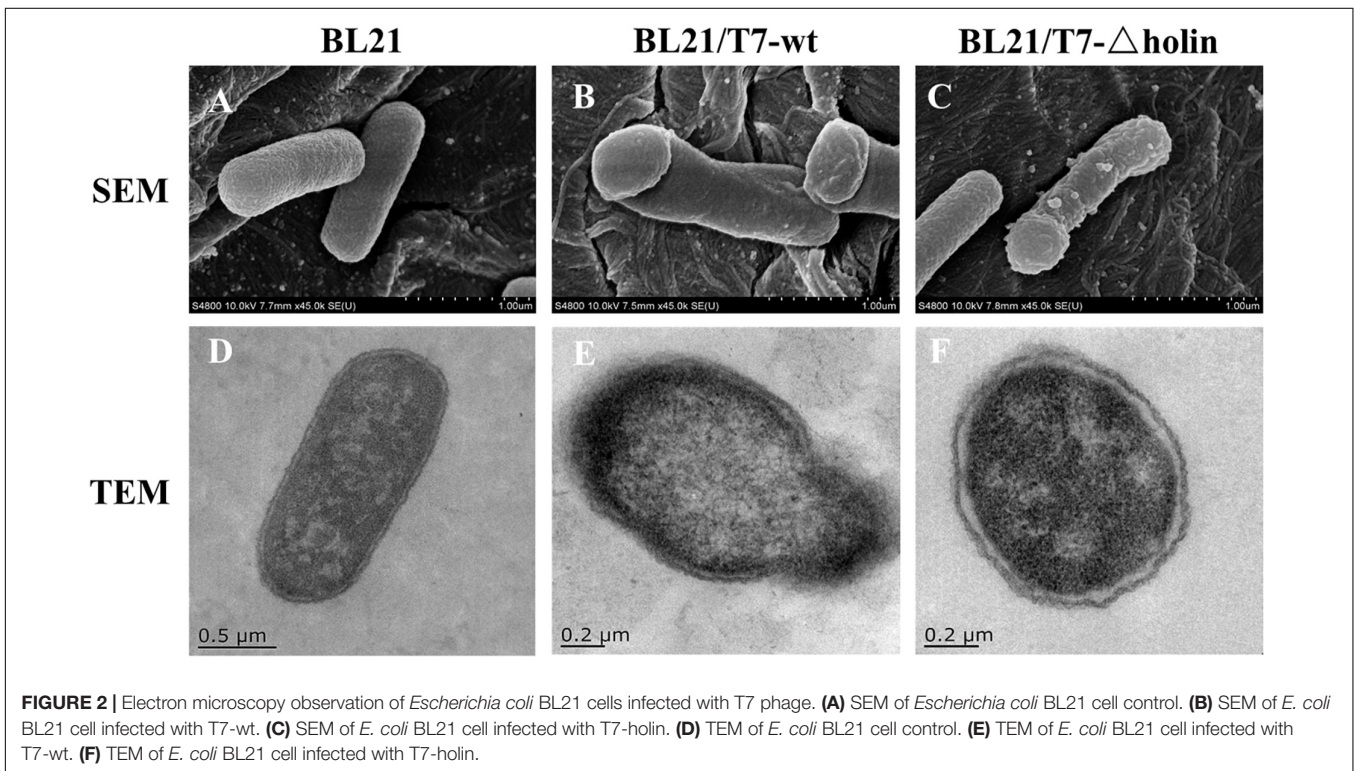 BL21 BL21/T7-wt BL21/T7-△holin
SEM
A B C
S4800 10.0kV 7.7mm x45.0k SE(U) 1.00um S4800 10.0kV 7.5mm x45.0k SE(U) 1.00um S4800 10.0kV 7.8mm x45.0k SE(U) 1.00um
TEM
D E F
0.5 µm 0.2 µm 0.2 µm
FIGURE 2 | Electron microscopy observation of Escherichia coli BL21 cells infected with T7 phage. (A) SEM of Escherichia coli BL21 cell control. (B) SEM of E. coli
BL21 cell infected with T7-wt. (C) SEM of E. coli BL21 cell infected with T7-holin. (D) TEM of E. coli BL21 cell control. (E) TEM of E. coli BL21 cell infected with
T7-wt. (F) TEM of E. coli BL21 cell infected with T7-holin.